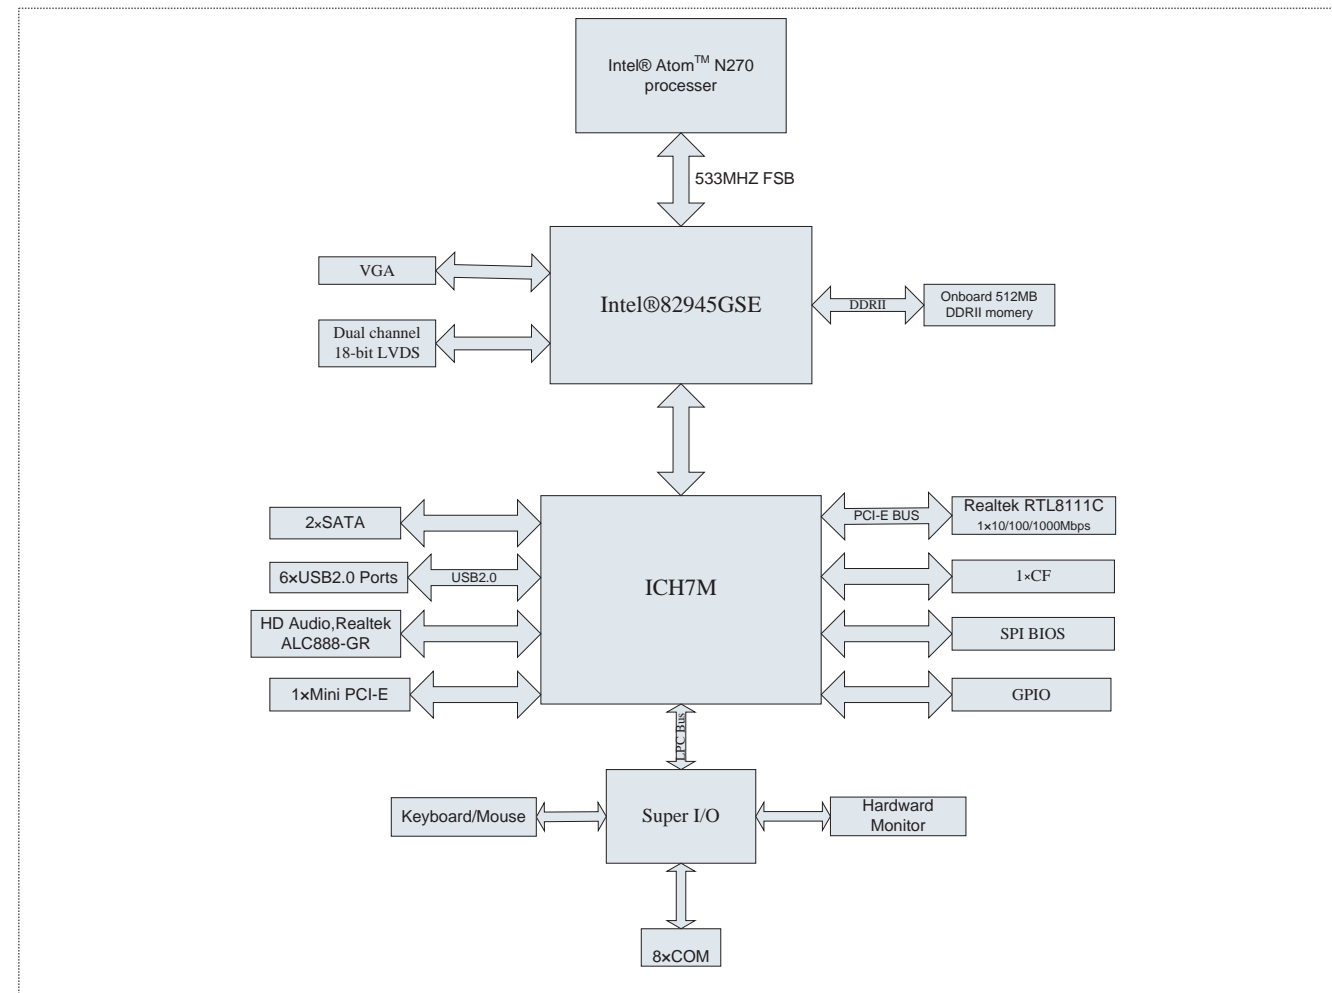 Intel® Atom™ N270
processer
533MHZ FSB
VGA
Intel®82945GSE
DDRII
Onboard 512MB
DDRII momery
Dual channel
18-bit LVDS
2×SATA
PCI-E BUS
Realtek RTL8111C
1×10/100/1000Mbps
6×USB2.0 Ports
USB2.0
ICH7M
1×CF
HD Audio,Realtek
ALC888-GR
SPI BIOS
1×Mini PCI-E
GPIO
LPC Bus
Keyboard/Mouse
Super I/O
Hardward
Monitor
8×COM